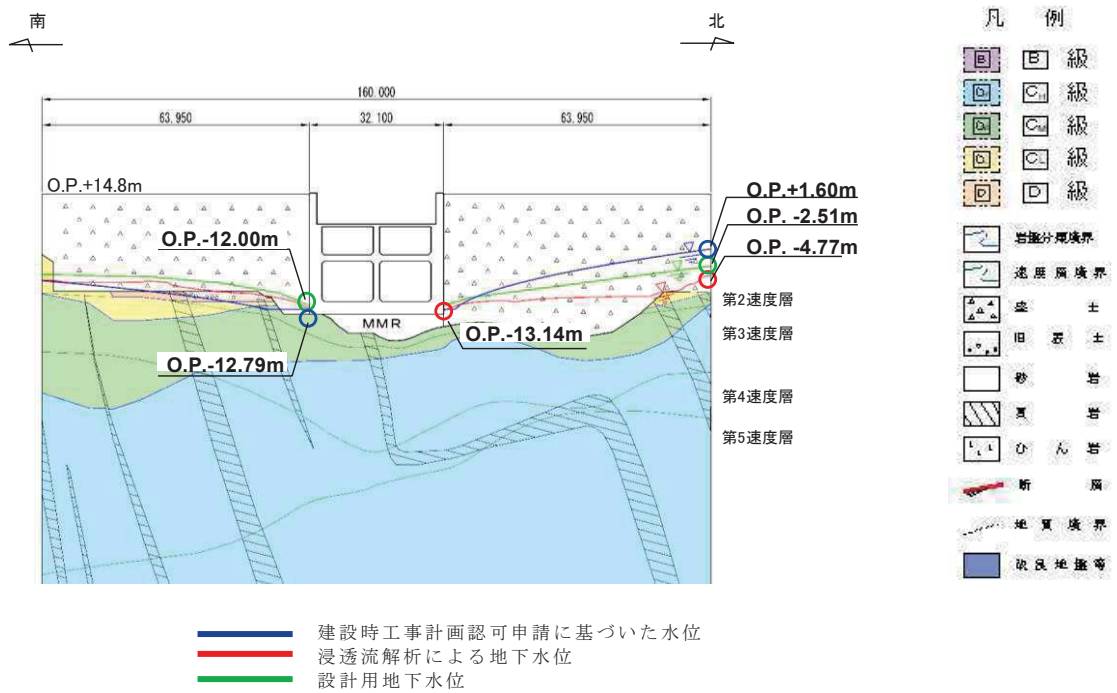 南
北
160.000
63.950
32.100
63.950
O.P.+14.8m
O.P.+1.60m
O.P. -2.51m
O.P. -4.77m
O.P.-12.00m
O.P.-12.79m
MMR
O.P.-13.14m
第2速度層
第3速度層
第4速度層
第5速度層
凡 例
B B 級
CH CH 級
CM CM 級
CL CL 級
D D 級
岩盤分類境界
速度層境界
盛土
旧表土
砂岩
頁岩
ひん岩
断層
地質境界
改良地盤等
建設時工事計画認可申請に基づいた水位
浸透流解析による地下水位
設計用地下水位